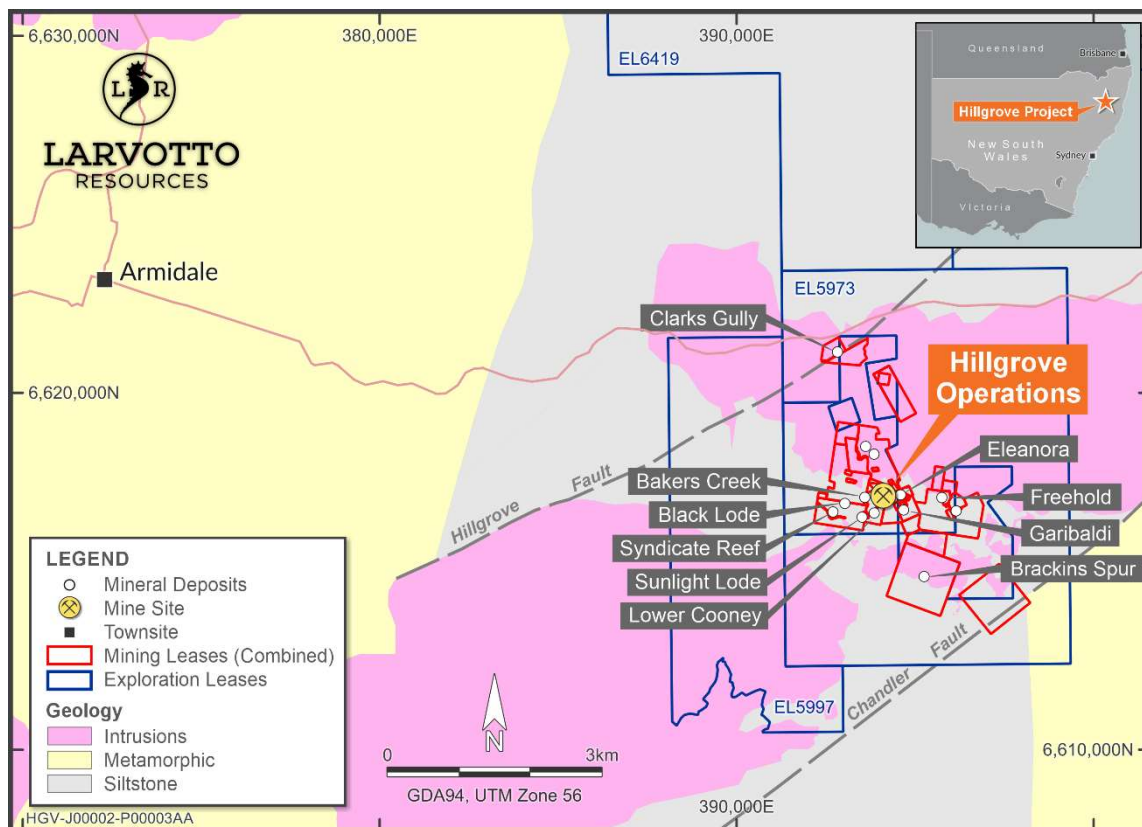 6,630,000N
380,000E
390,000E
EL6419
L R
LARVOTTO
RESOURCES
Queensland
Brisbane
Hillgrove Project
New South
Wales
Sydney
Victoria
Armidale
EL5973
Clarks Gully
6,620,000N
Hillgrove
Operations
Eleanora
Bakers Creek
Freehold
Black Lode
Garibaldi
Syndicate Reef
Sunlight Lode
Brackins Spur
Lower Cooney
Hillgrove Fault
Chandler Fault
EL5997
LEGEND
Mineral Deposits
Mine Site
Townsite
Mining Leases (Combined)
Exploration Leases
Geology
Intrusions
Metamorphic
Siltstone
N
0 3km
GDA94, UTM Zone 56
6,610,000N
390,000E
HGV-J00002-P00003AA